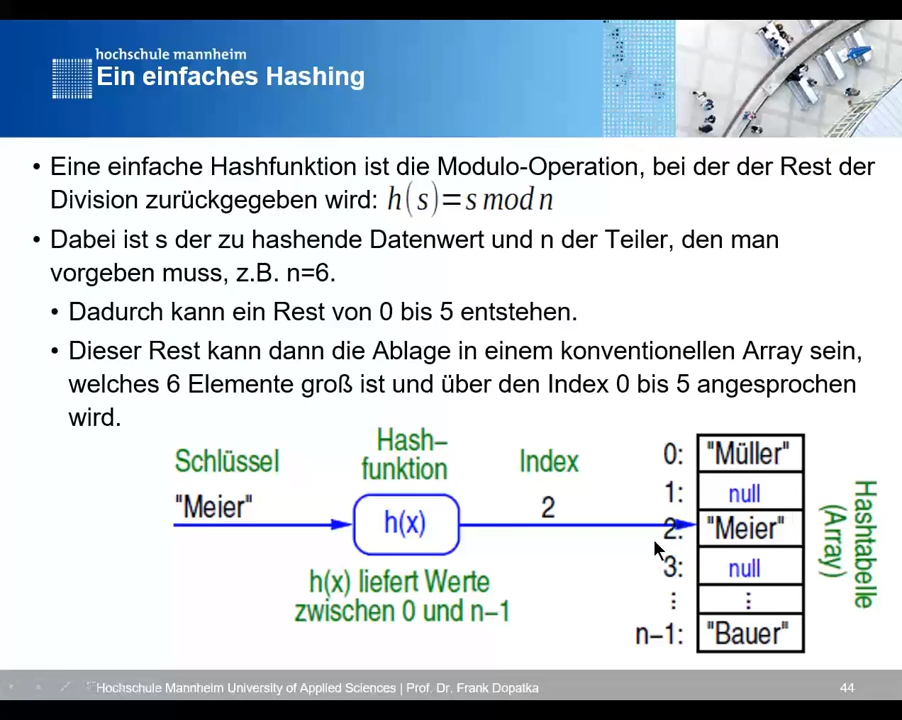 hochschule mannheim
Ein einfaches Hashing
• Eine einfache Hashfunktion ist die Modulo-Operation, bei der der Rest der
Division zurückgegeben wird: h(s)=s mod n
• Dabei ist s der zu hashende Datenwert und n der Teiler, den man
vorgeben muss, z.B. n=6.
• Dadurch kann ein Rest von 0 bis 5 entstehen.
• Dieser Rest kann dann die Ablage in einem konventionellen Array sein,
welches 6 Elemente groß ist und über den Index 0 bis 5 angesprochen
wird.
Schlüssel
"Meier"
Hash–
funktion
h(x)
h(x) liefert Werte
zwischen 0 und n–1
Index
2
0: "Müller"
1: null
2: "Meier"
3: null
⋮ ⋮
n–1: "Bauer"
Hashtabelle
(Array)
Hochschule Mannheim University of Applied Sciences | Prof. Dr. Frank Dopatka
44